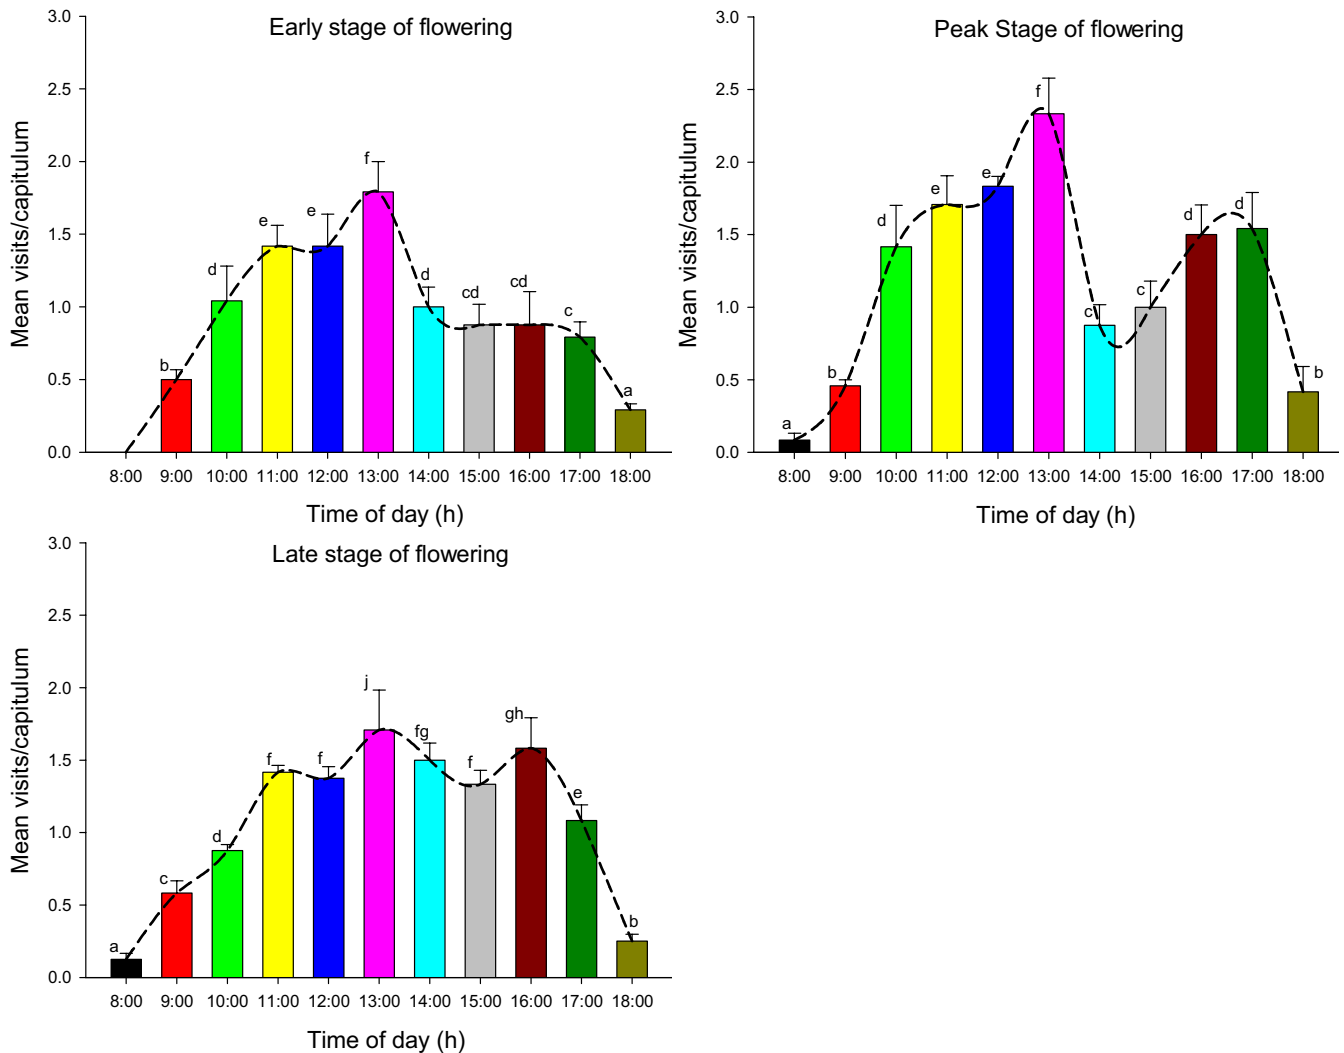 Early stage of flowering
Mean visits/capitulum
3.0
2.5
2.0
1.5
1.0
0.5
0.0
b
d
e
e
f
d
cd
cd
c
a
8:00 9:00 10:00 11:00 12:00 13:00 14:00 15:00 16:00 17:00 18:00
Time of day (h)
Peak Stage of flowering
Mean visits/capitulum
3.0
2.5
2.0
1.5
1.0
0.5
0.0
a
b
d
e
e
f
c
c
d
d
b
8:00 9:00 10:00 11:00 12:00 13:00 14:00 15:00 16:00 17:00 18:00
Time of day (h)
Late stage of flowering
Mean visits/capitulum
3.0
2.5
2.0
1.5
1.0
0.5
0.0
a
c
d
f
f
j
fg
f
gh
e
b
8:00 9:00 10:00 11:00 12:00 13:00 14:00 15:00 16:00 17:00 18:00
Time of day (h)